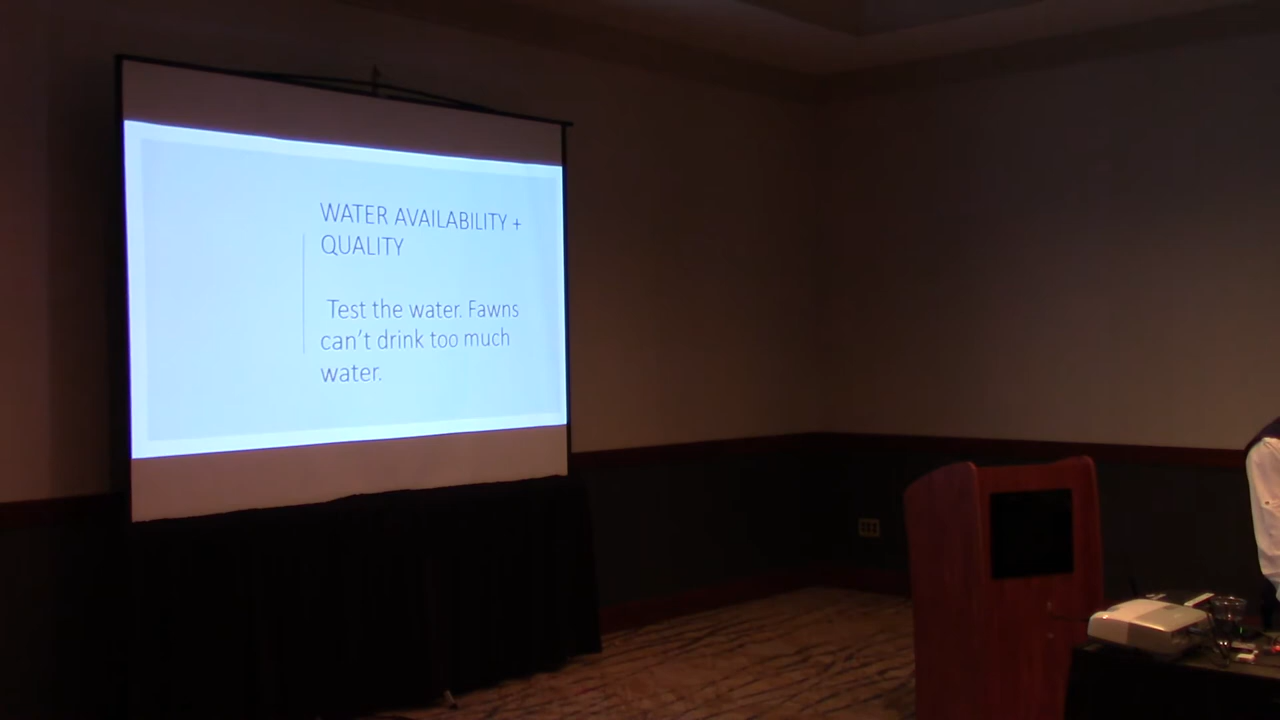 WATER AVAILABILITY +
QUALITY
Test the water. Fawns
can't drink too much
water.